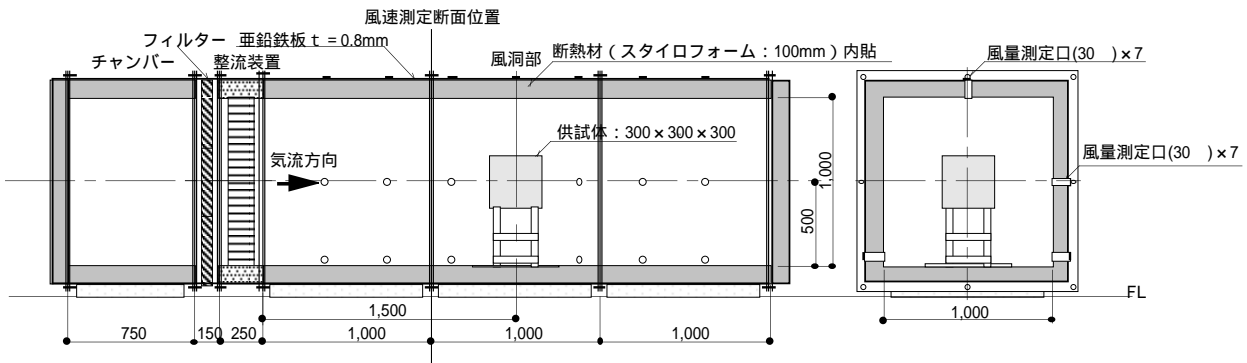 風速測定断面位置
フィルター 亜鉛鉄板 t = 0.8mm
チャンバー 整流装置
風洞部
断熱材(スタイロフォーム:100mm)内貼
風量測定口(30 )×7
供試体:300×300×300
風量測定口(30 )×7
気流方向
1,000
500
FL
1,500
1,000
750
150
250
1,000
1,000
1,000